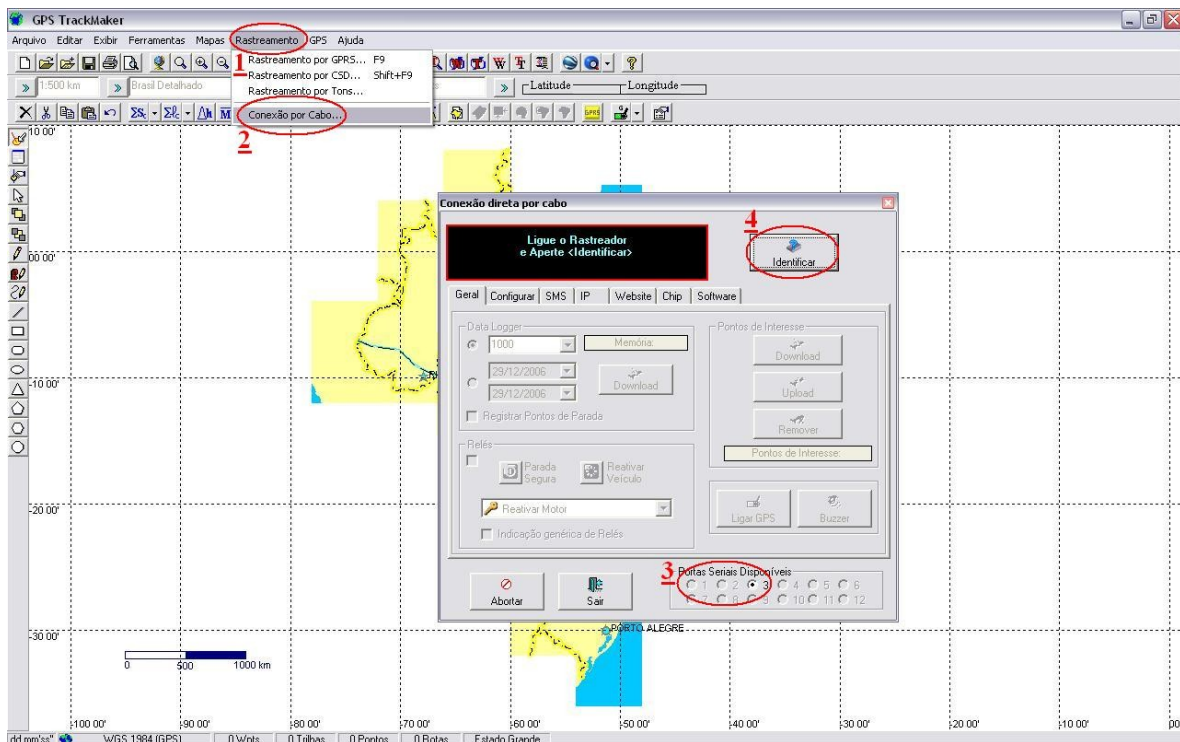 GPS TrackMaker
Arquivo Editar Exibir Ferramentas Mapas Rastreamento GPS Ajuda
1
Rastreamento por GPRS... F9
Rastreamento por CSD... Shift+F9
Rastreamento por Tons...
Conexão por Cabo...
2
1:500 km
Brasil Detalhado
Latitude
Longitude
Conexão direta por cabo
Ligue o Rastreador
e Aperte <Identificar>
4
Identificar
Geral Configurar SMS IP Website Chip Software
Data Logger
1000
Memória:
29/12/2006
29/12/2006
Download
Registrar Pontos de Parada
Pontos de Interesse
Download
Upload
Remover
Pontos de Interesse:
Relés
Parada
Segura
Reativar
Veículo
Reativar Motor
Indicação genérica de Relés
Ligar GPS
Buzzer
3
Portas Seriais Disponíveis
1 2 3 4 5 6
7 8 9 10 11 12
Abortar
Sair
10 00'
00 00'
-10 00'
-20 00'
-30 00'
PORTO ALEGRE
0 500 1000 km
-100 00' -90 00' -80 00' -70 00' -60 00' -50 00' -40 00' -30 00' -20 00' -10 00' 00
dd mm'ss" WGS 1984 (GPS) 0 Wpts 0 Trilhas 0 Pontos 0 Rotas Estado Grande